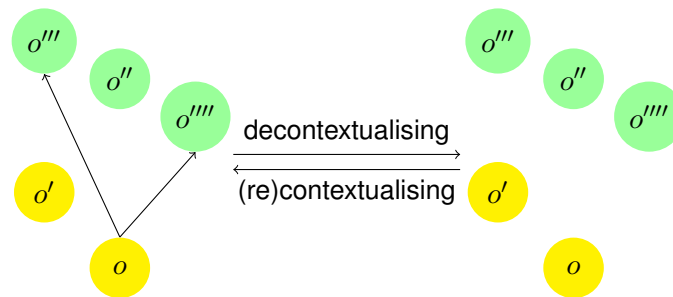 o′′′
o′′
o′′′′
o′
o
decontextualising
(re)contextualising
o′′′
o′′
o′′′′
o′
o